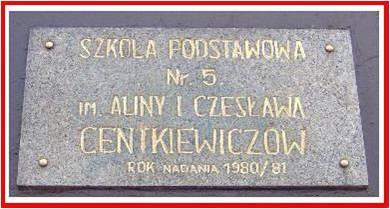 SZKOŁA PODSTAWOWA
Nr. 5
IM. ALINY I CZESŁAWA
CENTKIEWICZÓW
ROK NADANIA 1980/81